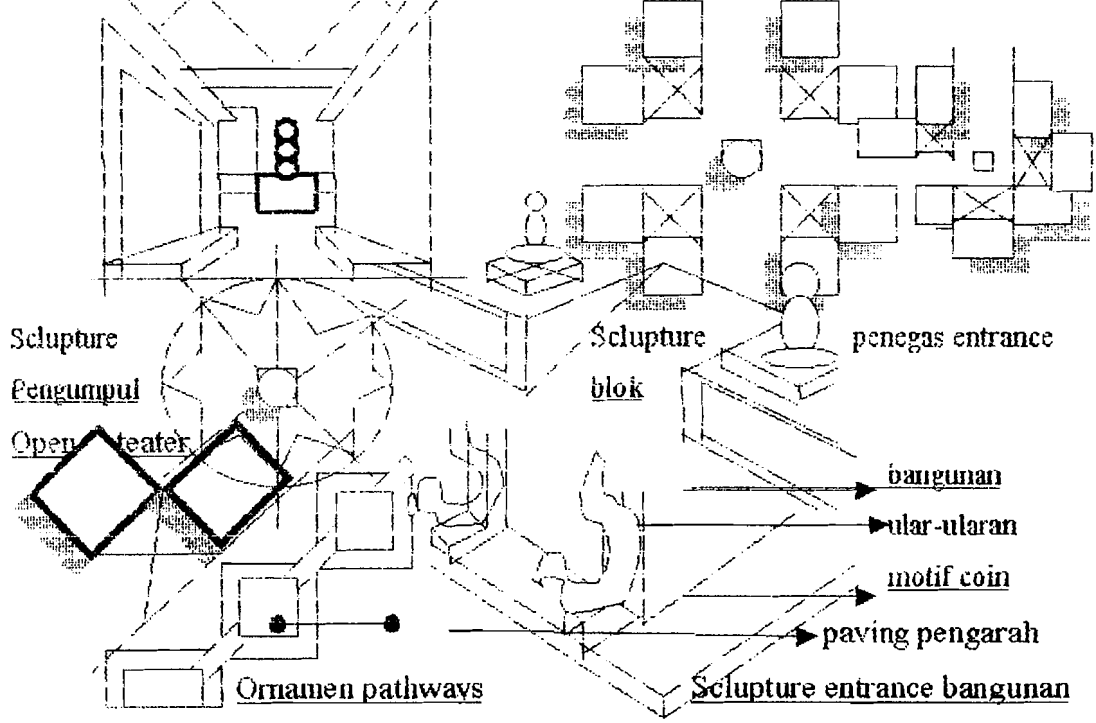 Sclupture
Pengumpul
Open teater
Sclupture
blok
penegas entrance
bangunan
ular-ularan
motif coin
paving pengarah
Ornamen pathways
Sclupture entrance bangunan